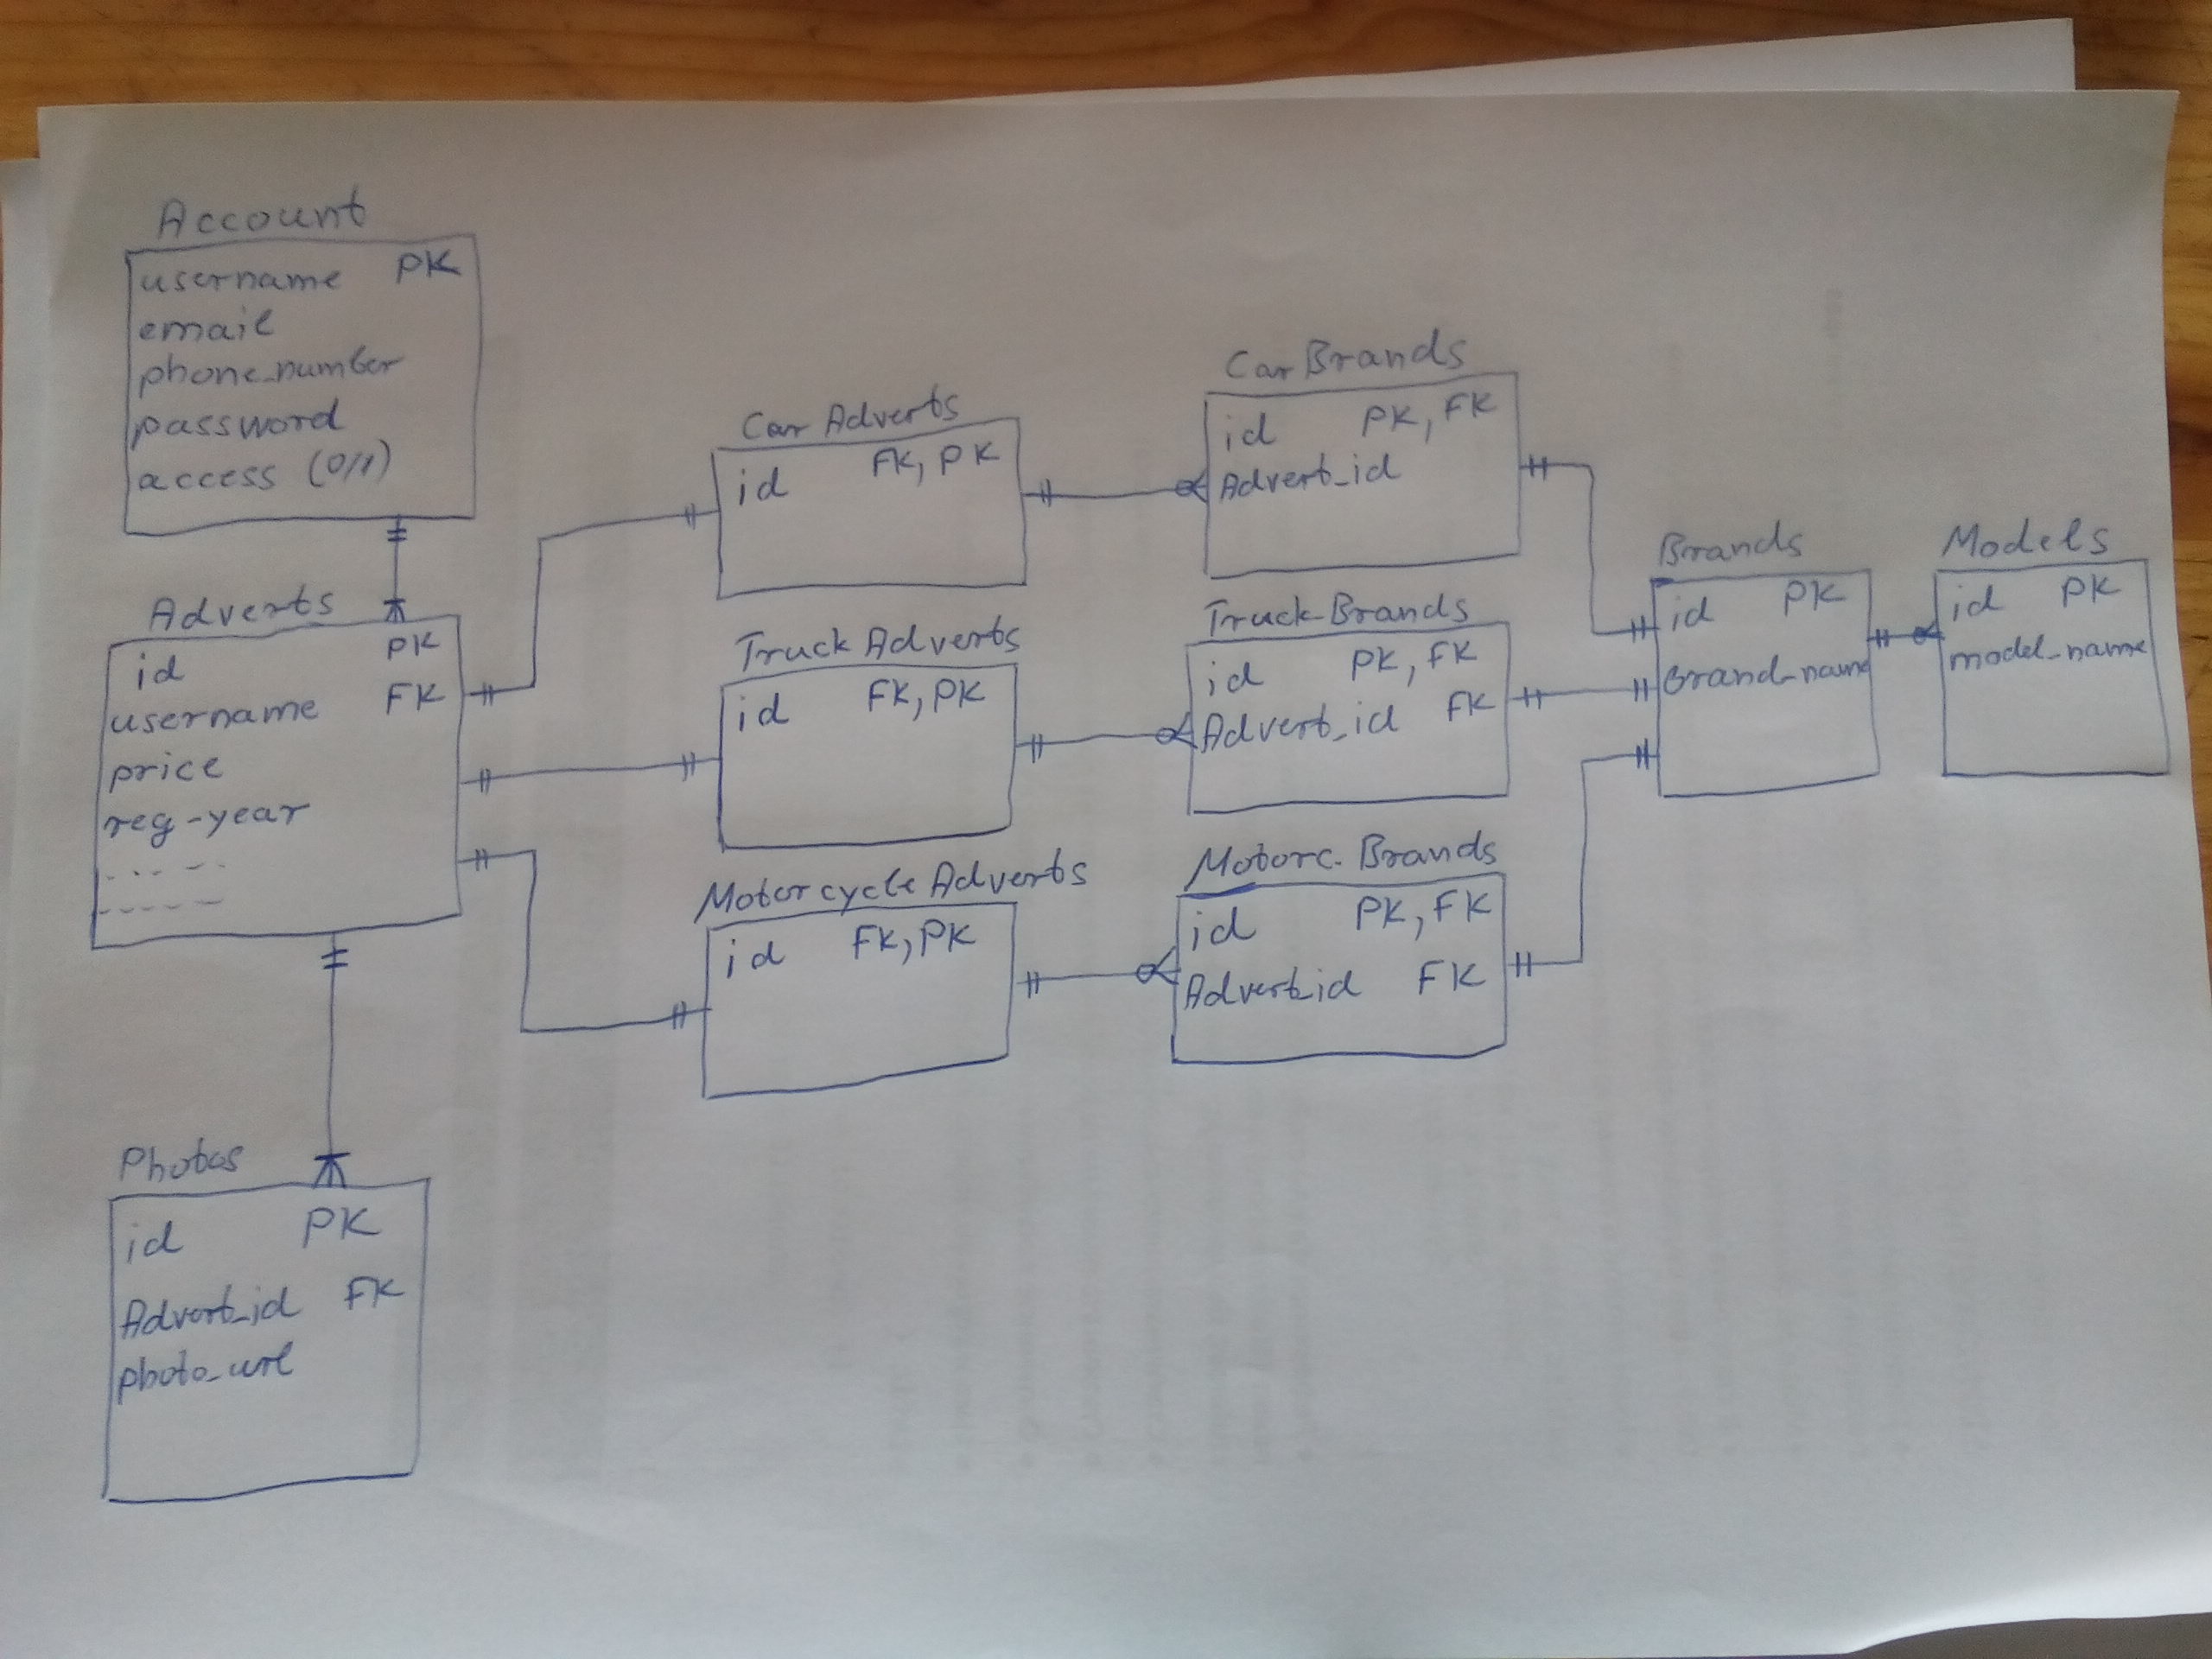 Account
username PK
email
phone_number
password
access (0/1)
Adverts
id PK
username FK
price
reg-year
Photos
id PK
Advert_id FK
photo_url
Car Adverts
id FK, PK
Truck Adverts
id FK, PK
Motorcycle Adverts
id FK, PK
Car Brands
id PK, FK
Advert_id
Truck Brands
id PK, FK
Advert_id FK
Motorc. Brands
id PK, FK
Advert_id FK
Brands
id PK
Brand_name
Models
id PK
model_name